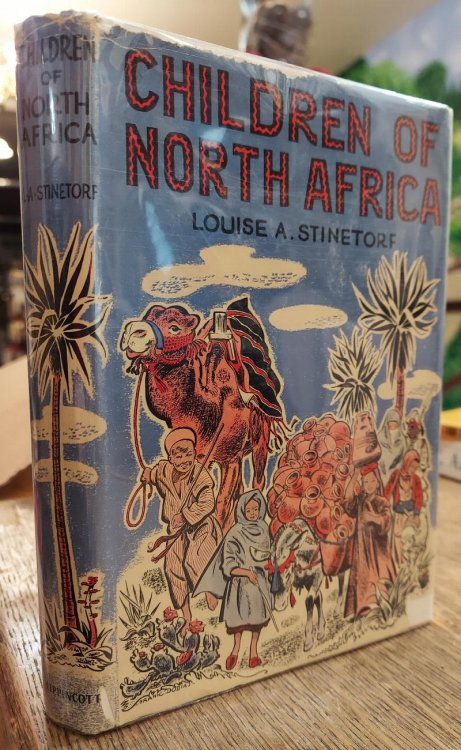 CHILDREN
OF
NORTH
AFRICA
L·A·STINETORF
LIPPINCOTT
CHILDREN OF
NORTH AFRICA
LOUISE A. STINETORF